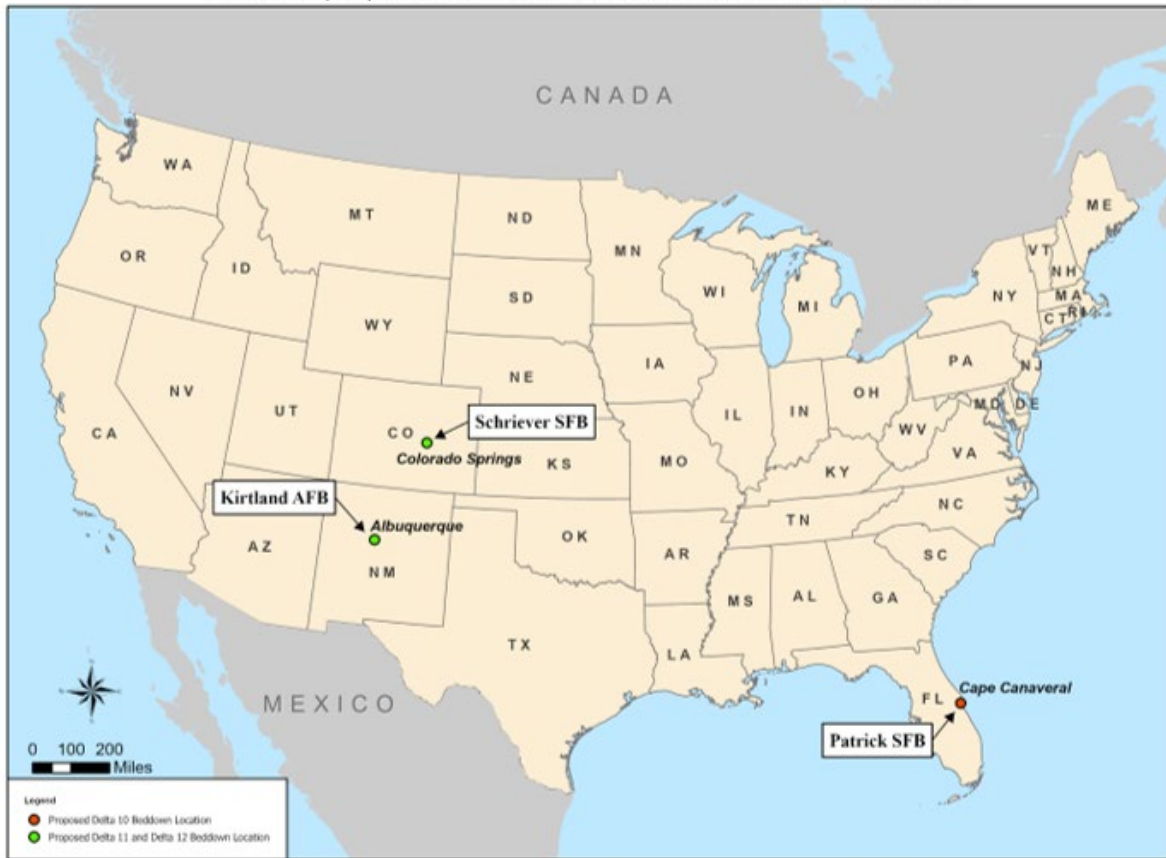 CANADA
WA
MT
ND
MN
ME
VT
NH
OR
ID
SD
WI
MI
NY
MA
CT
RI
WY
IA
PA
NJ
NE
OH
MD
DE
NV
UT
IL
IN
WV
CA
CO
Schriever SFB
Colorado Springs
KS
MO
KY
VA
Kirtland AFB
Albuquerque
AZ
NM
OK
AR
TN
NC
SC
MS
AL
GA
TX
LA
MEXICO
FL
Cape Canaveral
Patrick SFB
0 100 200
Miles
Legend
Proposed Delta 10 Beddown Location
Proposed Delta 11 and Delta 12 Beddown Location